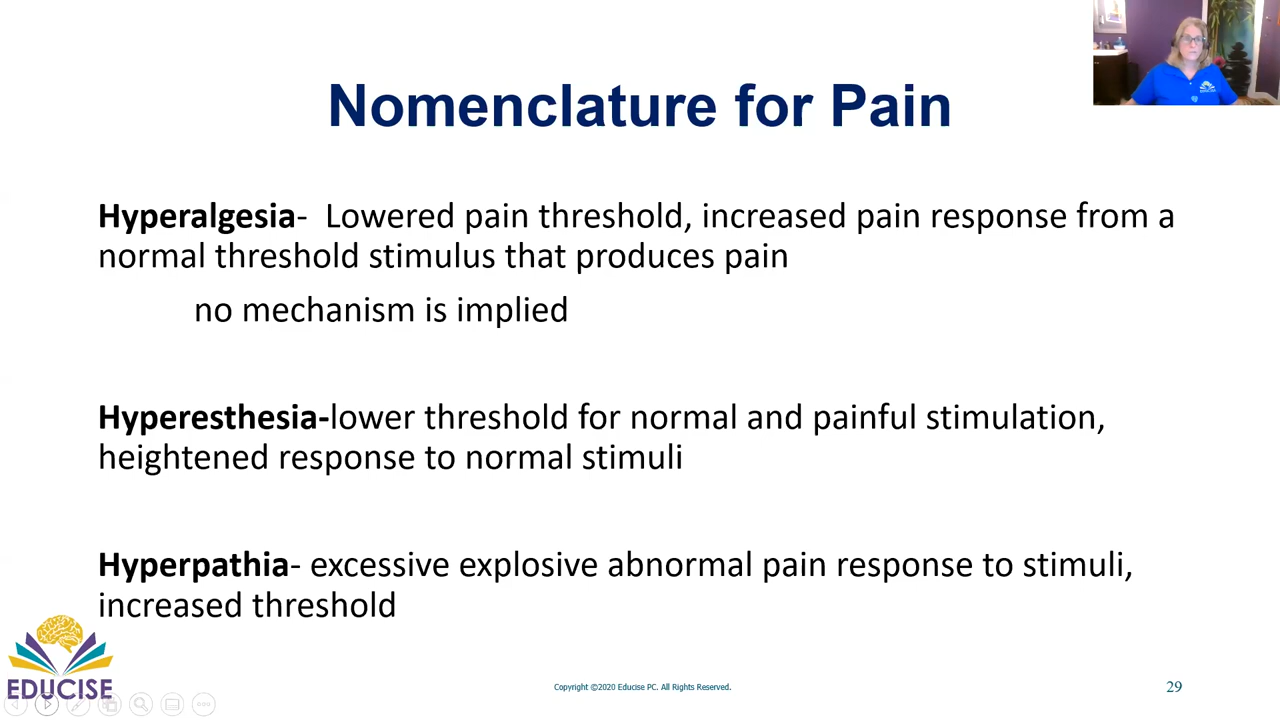 Nomenclature for Pain
Hyperalgesia- Lowered pain threshold, increased pain response from a
normal threshold stimulus that produces pain
no mechanism is implied
Hyperesthesia-lower threshold for normal and painful stimulation,
heightened response to normal stimuli
Hyperpathia- excessive explosive abnormal pain response to stimuli,
increased threshold
EDUCISE
Copyright ©2020 Educise PC. All Rights Reserved.
29